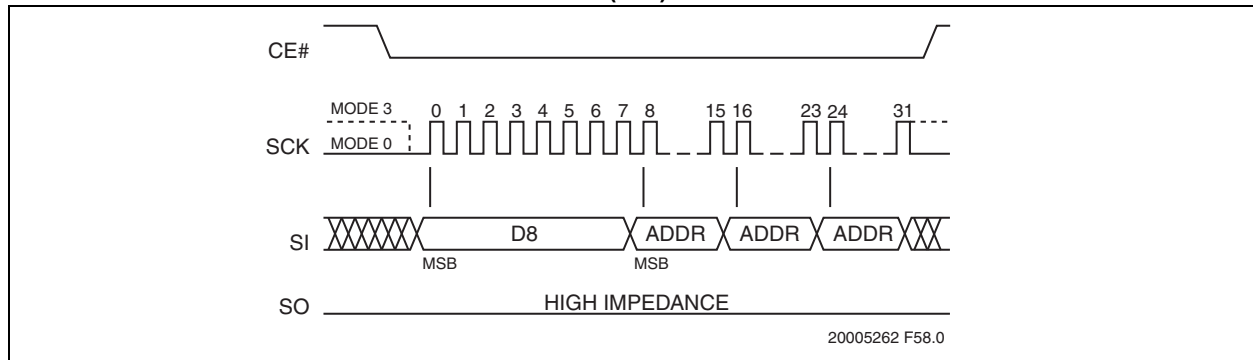 CE#
MODE 3 0 1 2 3 4 5 6 7 8 15 16 23 24 31
SCK MODE 0
SI D8 ADDR ADDR ADDR
MSB MSB
SO HIGH IMPEDANCE
20005262 F58.0